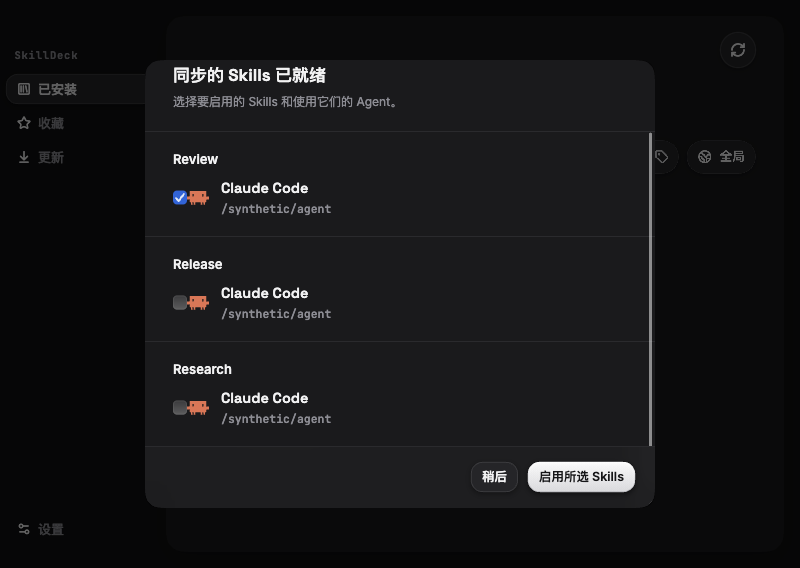 SkillDeck
已安装
收藏
更新
全局
同步的 Skills 已就绪
选择要启用的 Skills 和使用它们的 Agent。
Review
Claude Code
/synthetic/agent
Release
Claude Code
/synthetic/agent
Research
Claude Code
/synthetic/agent
稍后
启用所选 Skills
设置